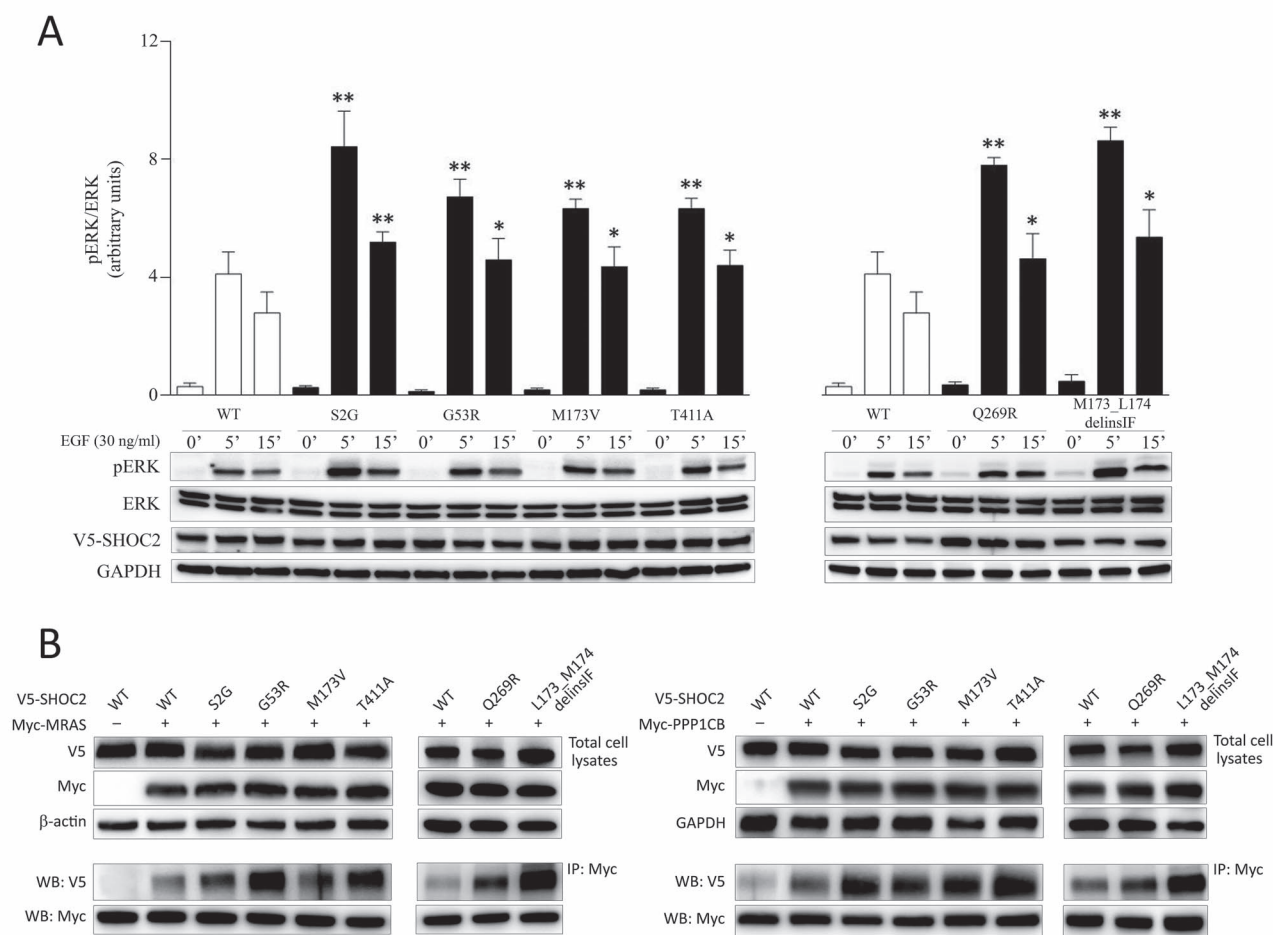 A
12
8
4
0
pERK/ERK
(arbitrary units)
** ** ** * ** * ** *
** * ** *
WT S2G G53R M173V T411A
WT Q269R M173_L174
delinsIF
EGF (30 ng/ml) 0’ 5’ 15’ 0’ 5’ 15’ 0’ 5’ 15’ 0’ 5’ 15’ 0’ 5’ 15’
0’ 5’ 15’ 0’ 5’ 15’ 0’ 5’ 15’
pERK
ERK
V5-SHOC2
GAPDH
B
V5-SHOC2 WT WT S2G G53R M173V T411A WT Q269R L173_M174
delinsIF
Myc-MRAS – + + + + + + + +
V5 Total cell
lysates
Myc
β-actin
WB: V5 IP: Myc
WB: Myc
V5-SHOC2 WT WT S2G G53R M173V T411A WT Q269R L173_M174
delinsIF
Myc-PPP1CB – + + + + + + + +
V5 Total cell
lysates
Myc
GAPDH
WB: V5 IP: Myc
WB: Myc